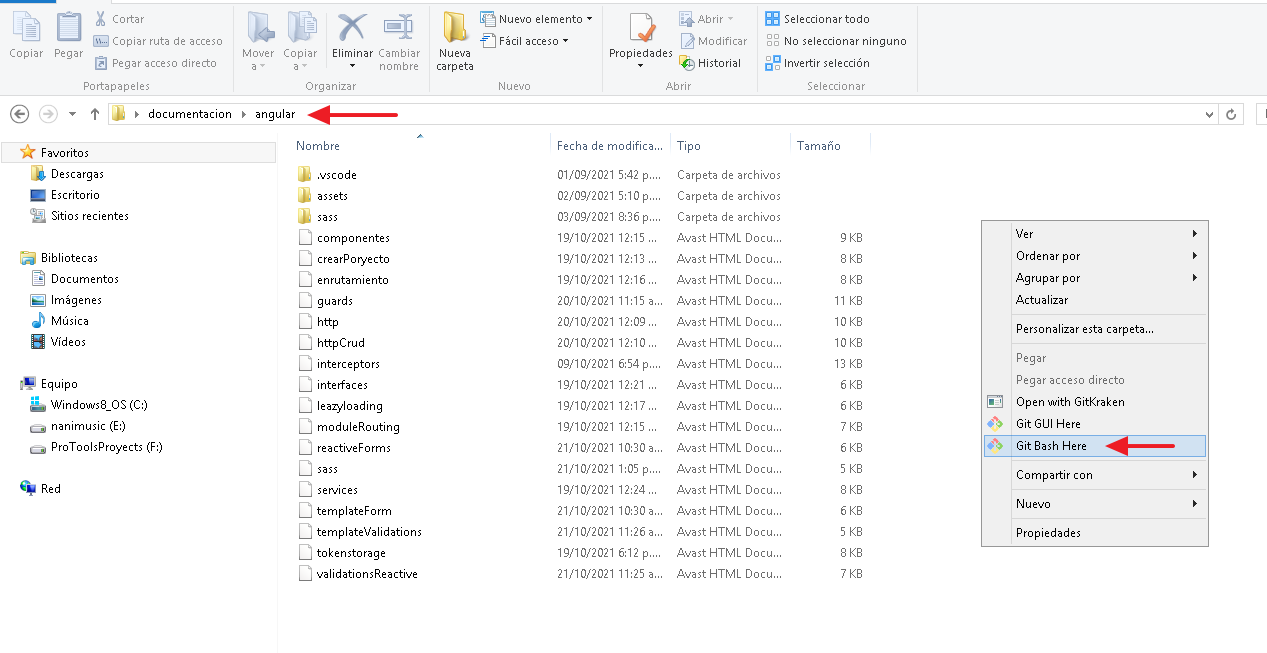 Copiar
Pegar
Cortar
Copiar ruta de acceso
Pegar acceso directo
Portapapeles
Mover a
Copiar a
Eliminar
Cambiar nombre
Organizar
Nueva carpeta
Nuevo elemento
Fácil acceso
Nuevo
Propiedades
Abrir
Modificar
Historial
Abrir
Seleccionar todo
No seleccionar ninguno
Invertir selección
Seleccionar
documentacion angular
Favoritos
Descargas
Escritorio
Sitios recientes
Bibliotecas
Documentos
Imágenes
Música
Vídeos
Equipo
Windows8_OS (C:)
nanimusic (E:)
ProToolsProyects (F:)
Red
Nombre Fecha de modifica... Tipo Tamaño
.vscode 01/09/2021 5:42 p.... Carpeta de archivos
assets 02/09/2021 5:10 p.... Carpeta de archivos
sass 03/09/2021 8:36 p.... Carpeta de archivos
componentes 19/10/2021 12:15 ... Avast HTML Docu... 9 KB
crearPoryecto 19/10/2021 12:13 ... Avast HTML Docu... 8 KB
enrutamiento 19/10/2021 12:16 ... Avast HTML Docu... 8 KB
guards 20/10/2021 11:15 a... Avast HTML Docu... 11 KB
http 20/10/2021 12:09 ... Avast HTML Docu... 10 KB
httpCrud 20/10/2021 12:10 ... Avast HTML Docu... 10 KB
interceptors 09/10/2021 6:54 p.... Avast HTML Docu... 13 KB
interfaces 19/10/2021 12:21 ... Avast HTML Docu... 6 KB
leazyloading 19/10/2021 12:17 ... Avast HTML Docu... 6 KB
moduleRouting 19/10/2021 12:15 ... Avast HTML Docu... 7 KB
reactiveForms 21/10/2021 10:30 a... Avast HTML Docu... 6 KB
sass 21/10/2021 1:05 p.... Avast HTML Docu... 5 KB
services 19/10/2021 12:24 ... Avast HTML Docu... 8 KB
templateForm 21/10/2021 10:30 a... Avast HTML Docu... 6 KB
templateValidations 21/10/2021 11:26 a... Avast HTML Docu... 5 KB
tokenstorage 19/10/2021 6:12 p.... Avast HTML Docu... 8 KB
validationsReactive 21/10/2021 11:25 a... Avast HTML Docu... 7 KB
Ver
Ordenar por
Agrupar por
Actualizar
Personalizar esta carpeta...
Pegar
Pegar acceso directo
Open with GitKraken
Git GUI Here
Git Bash Here
Compartir con
Nuevo
Propiedades